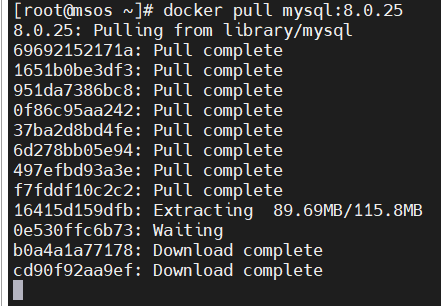 [root@msos ~]# docker pull mysql:8.0.25
8.0.25: Pulling from library/mysql
69692152171a: Pull complete
1651b0be3df3: Pull complete
951da7386bc8: Pull complete
0f86c95aa242: Pull complete
37ba2d8bd4fe: Pull complete
6d278bb05e94: Pull complete
497efbd93a3e: Pull complete
f7fddf10c2c2: Pull complete
16415d159dfb: Extracting  89.69MB/115.8MB
0e530ffc6b73: Waiting
b0a4a1a77178: Download complete
cd90f92aa9ef: Download complete